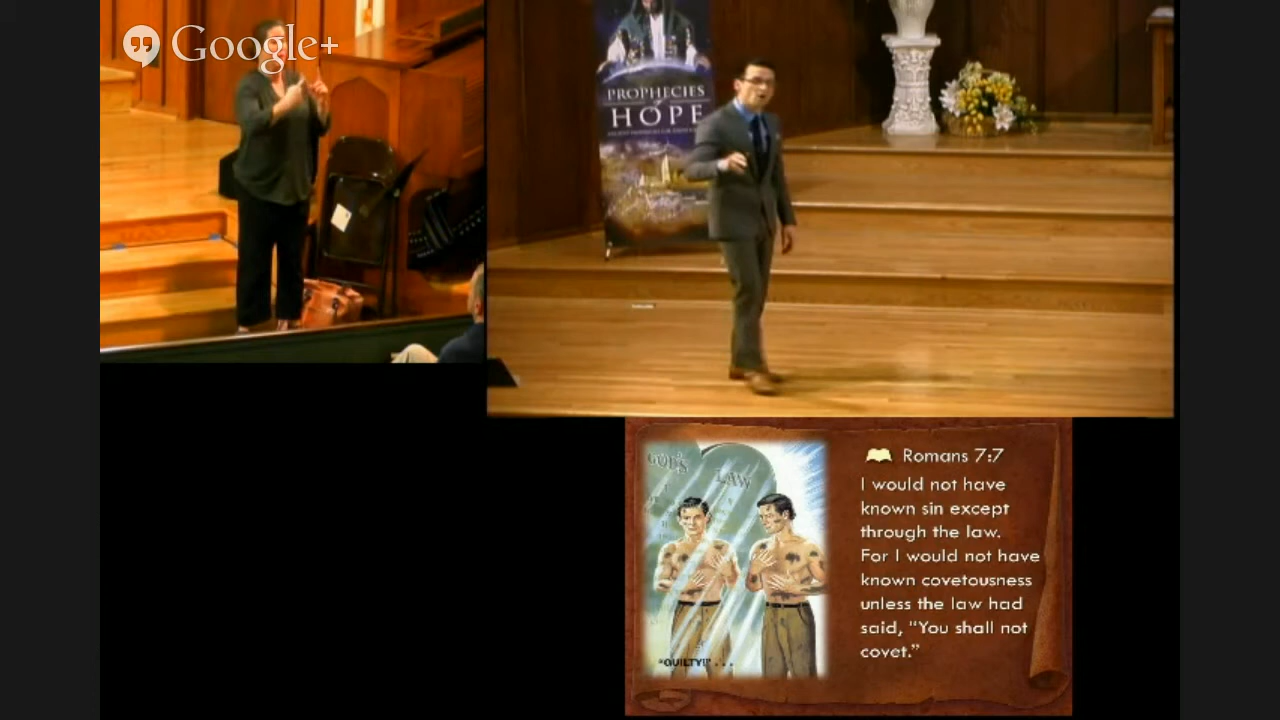 Google+
PROPHECIES
of
HOPE
GOD'S
LAW
"GUILTY!!" . . .
Romans 7:7
I would not have
known sin except
through the law.
For I would not have
known covetousness
unless the law had
said, "You shall not
covet."